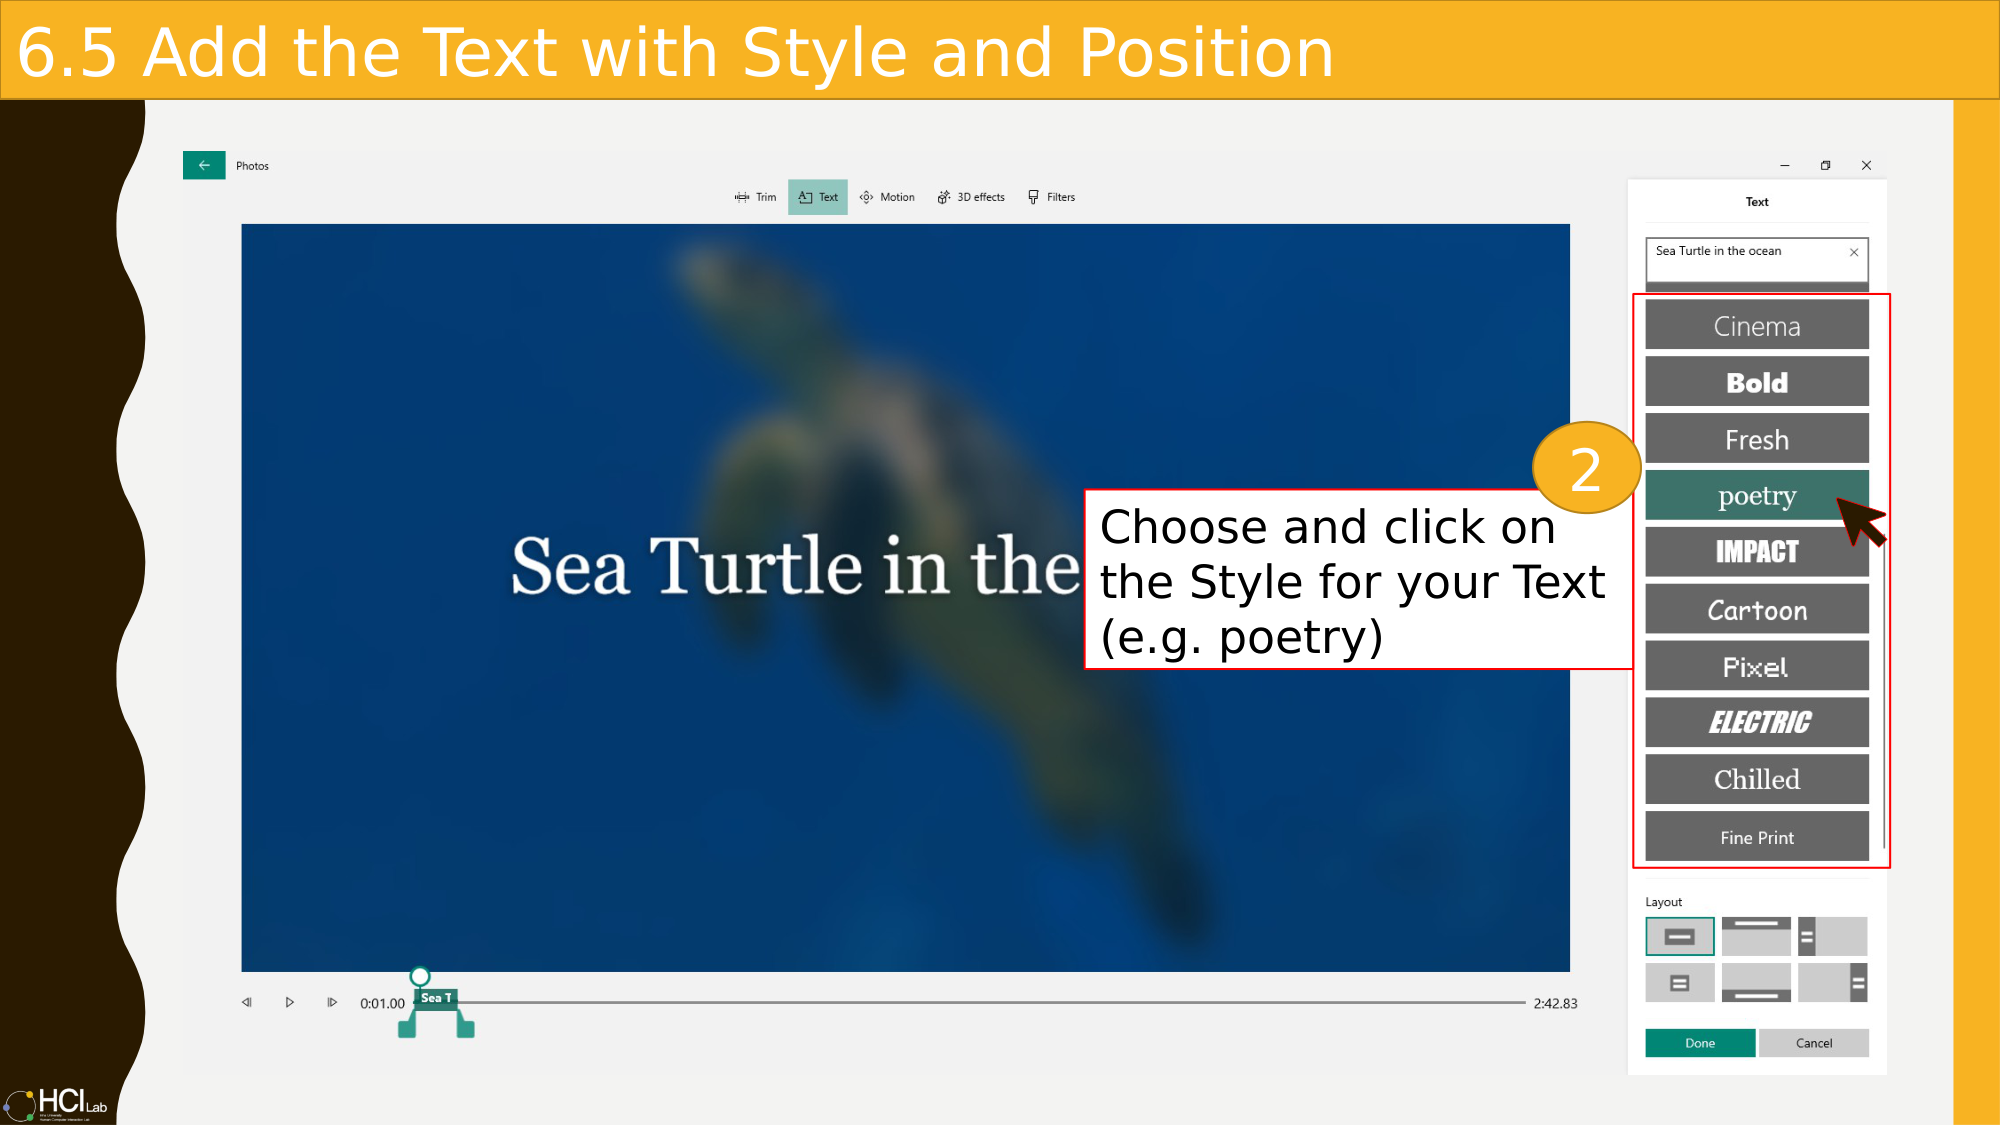 6.5 Add the Text with Style and Position
Photos
Trim
Text
Motion
3D effects
Filters
Text
Sea Turtle in the ocean
Cinema
Bold
Fresh
poetry
IMPACT
Cartoon
Pixel
ELECTRIC
Chilled
Fine Print
2
Choose and click on
the Style for your Text
(e.g. poetry)
Sea Turtle in the
0:01.00
Sea T
2:42.83
Layout
Done
Cancel
HCI Lab